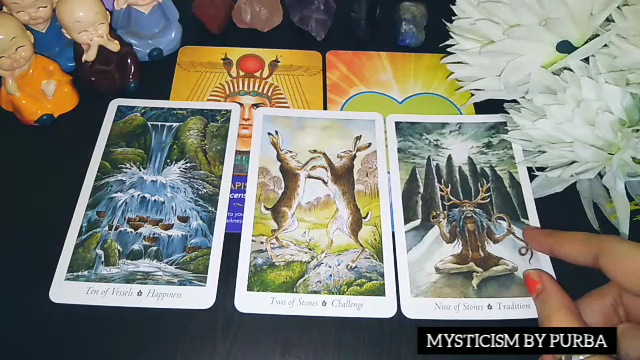 Ten of Vessels Happiness
Two of Stones Challenge
Nine of Stones Tradition
MYSTICISM BY PURBA